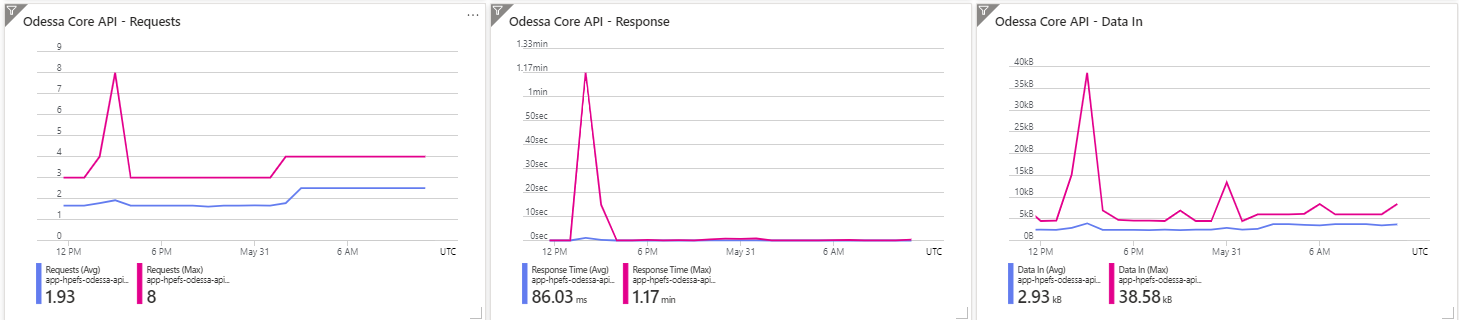 Odessa Core API - Requests
...
9
8
7
6
5
4
3
2
1
0
12 PM 6 PM May 31 6 AM UTC
Requests (Avg)
app-hpefs-odessa-api...
1.93
Requests (Max)
app-hpefs-odessa-api...
8
Odessa Core API - Response
1.33min
1.17min
1min
50sec
40sec
30sec
20sec
10sec
0sec
12 PM 6 PM May 31 6 AM UTC
Response Time (Avg)
app-hpefs-odessa-api...
86.03 ms
Response Time (Max)
app-hpefs-odessa-api...
1.17 min
Odessa Core API - Data In
40kB
35kB
30kB
25kB
20kB
15kB
10kB
5kB
0B
12 PM 6 PM May 31 6 AM UTC
Data In (Avg)
app-hpefs-odessa-api...
2.93 kB
Data In (Max)
app-hpefs-odessa-api...
38.58 kB